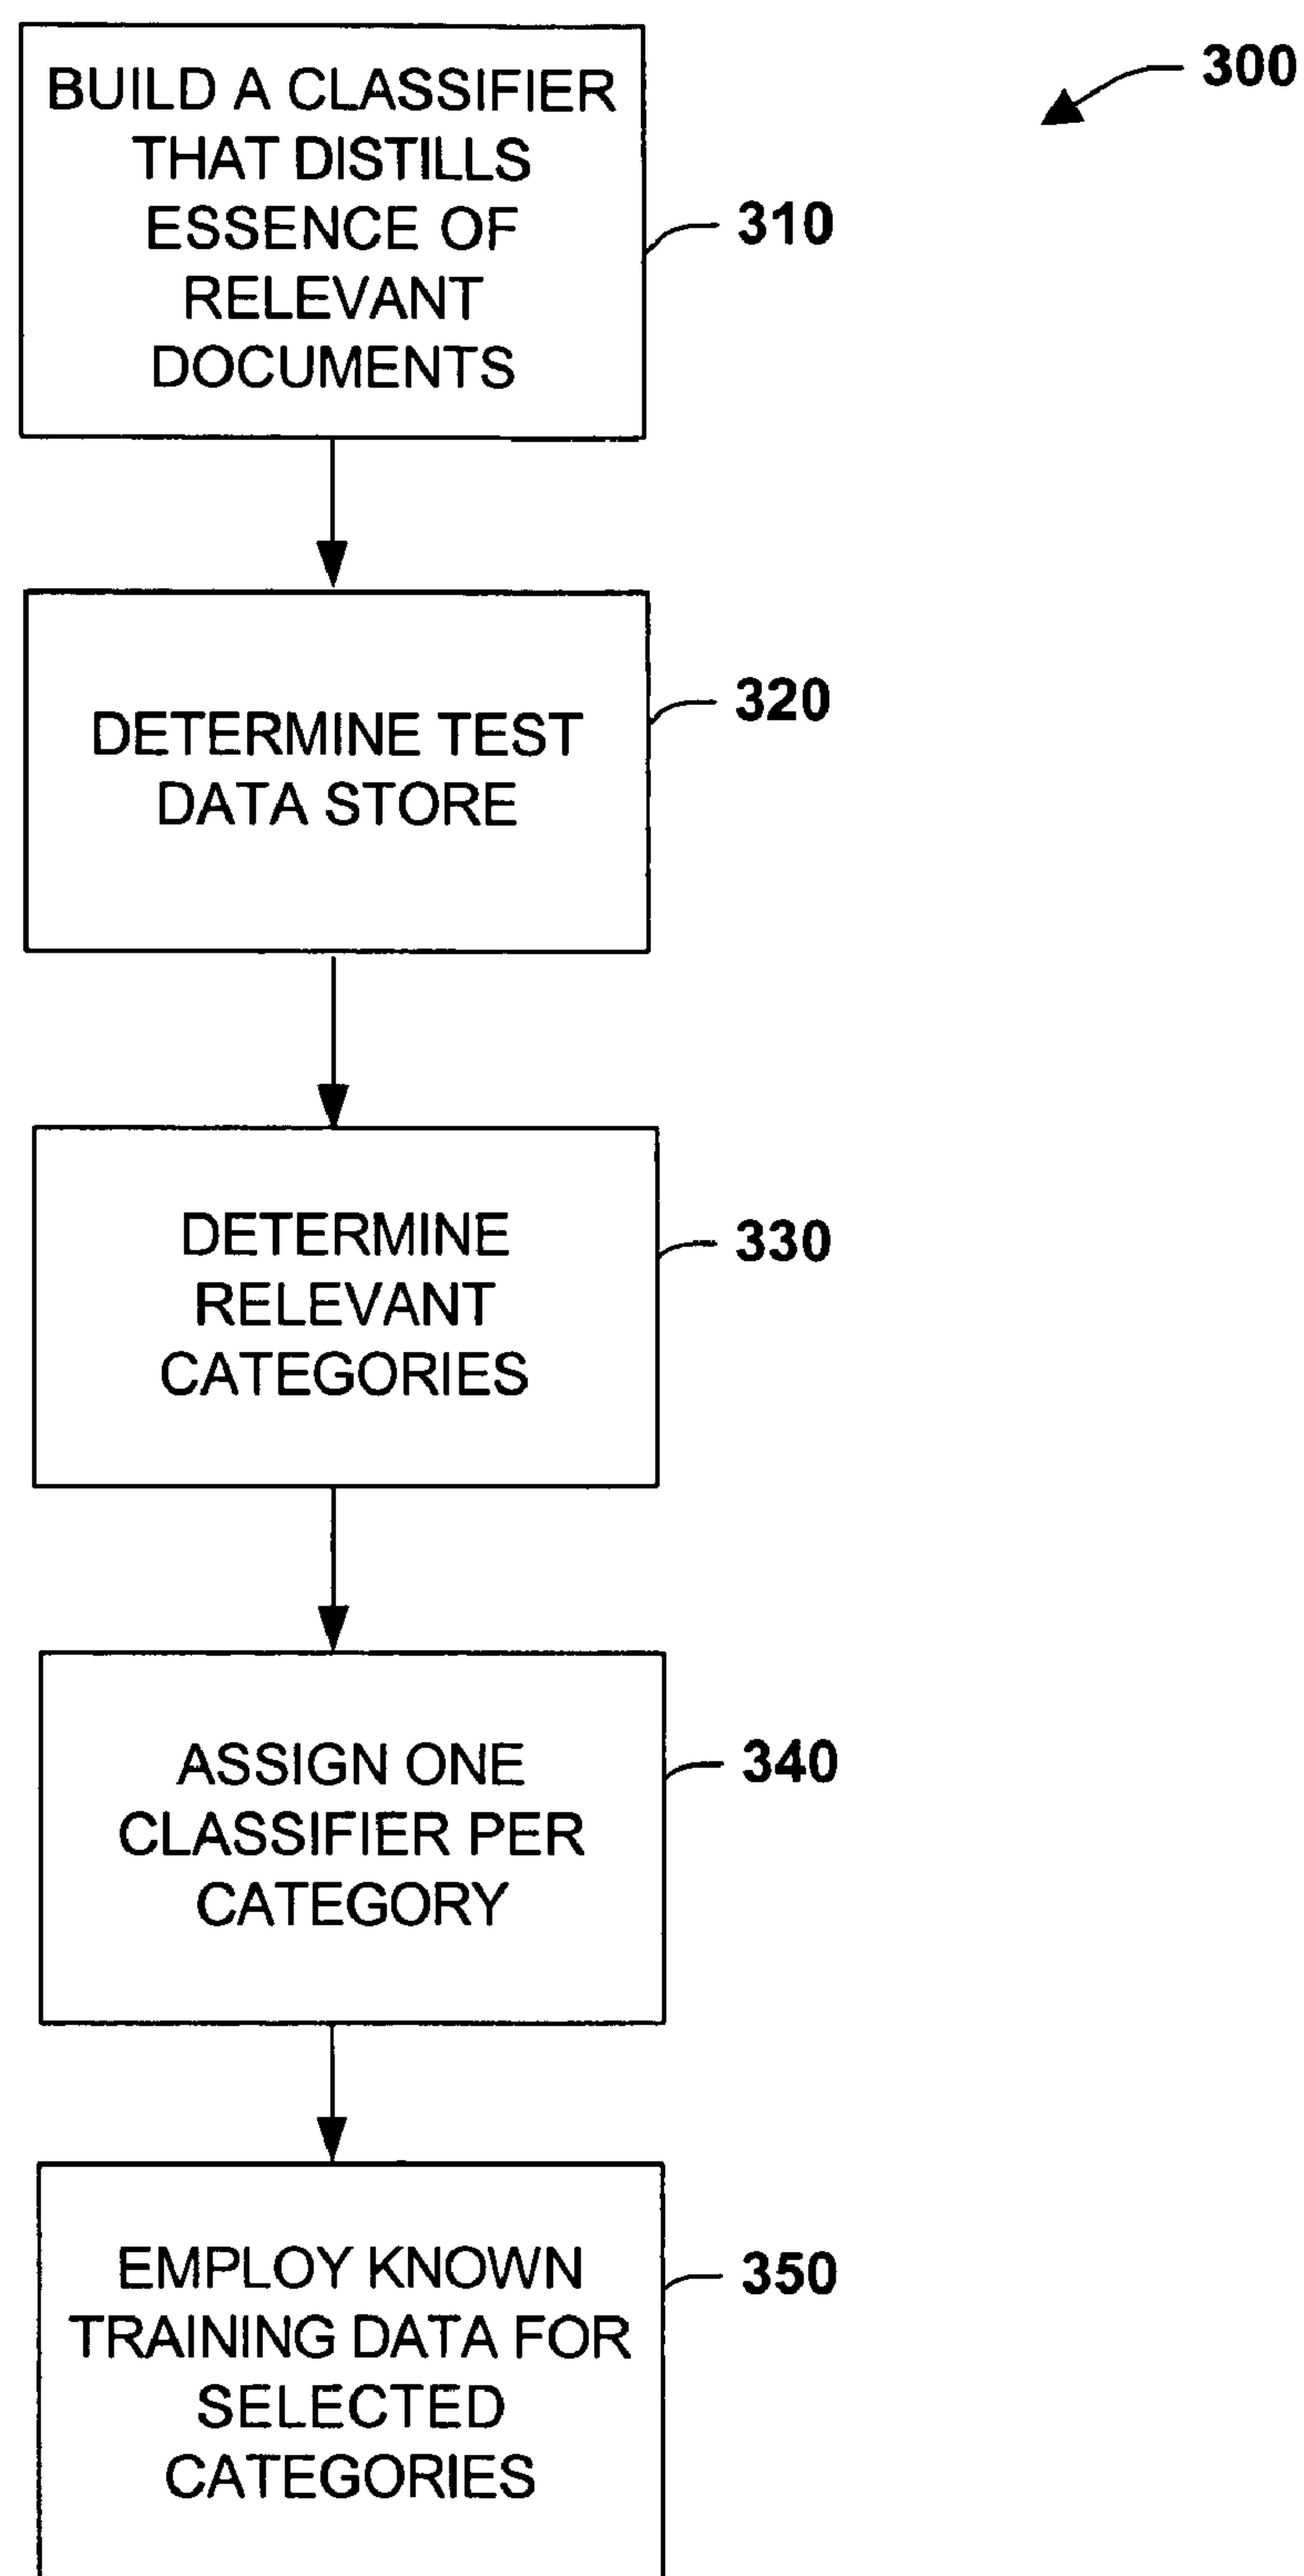 300
BUILD A CLASSIFIER
THAT DISTILLS
ESSENCE OF
RELEVANT
DOCUMENTS
310
DETERMINE TEST
DATA STORE
320
DETERMINE
RELEVANT
CATEGORIES
330
ASSIGN ONE
CLASSIFIER PER
CATEGORY
340
EMPLOY KNOWN
TRAINING DATA FOR
SELECTED
CATEGORIES
350